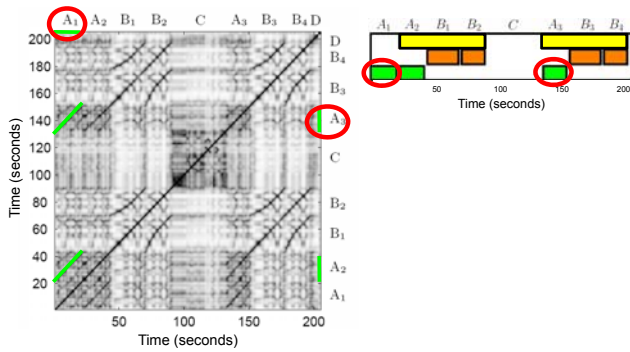 A₁ A₂ B₁ B₂ C A₃ B₃ B₄ D
200
180
160
140
120
100
80
60
40
20
Time (seconds)
D
B₄
B₃
A₃
C
B₂
B₁
A₂
A₁
50 100 150 200
Time (seconds)
A₁ A₂ B₁ B₂ C A₃ B₃ B₄
50 100 150 200
Time (seconds)